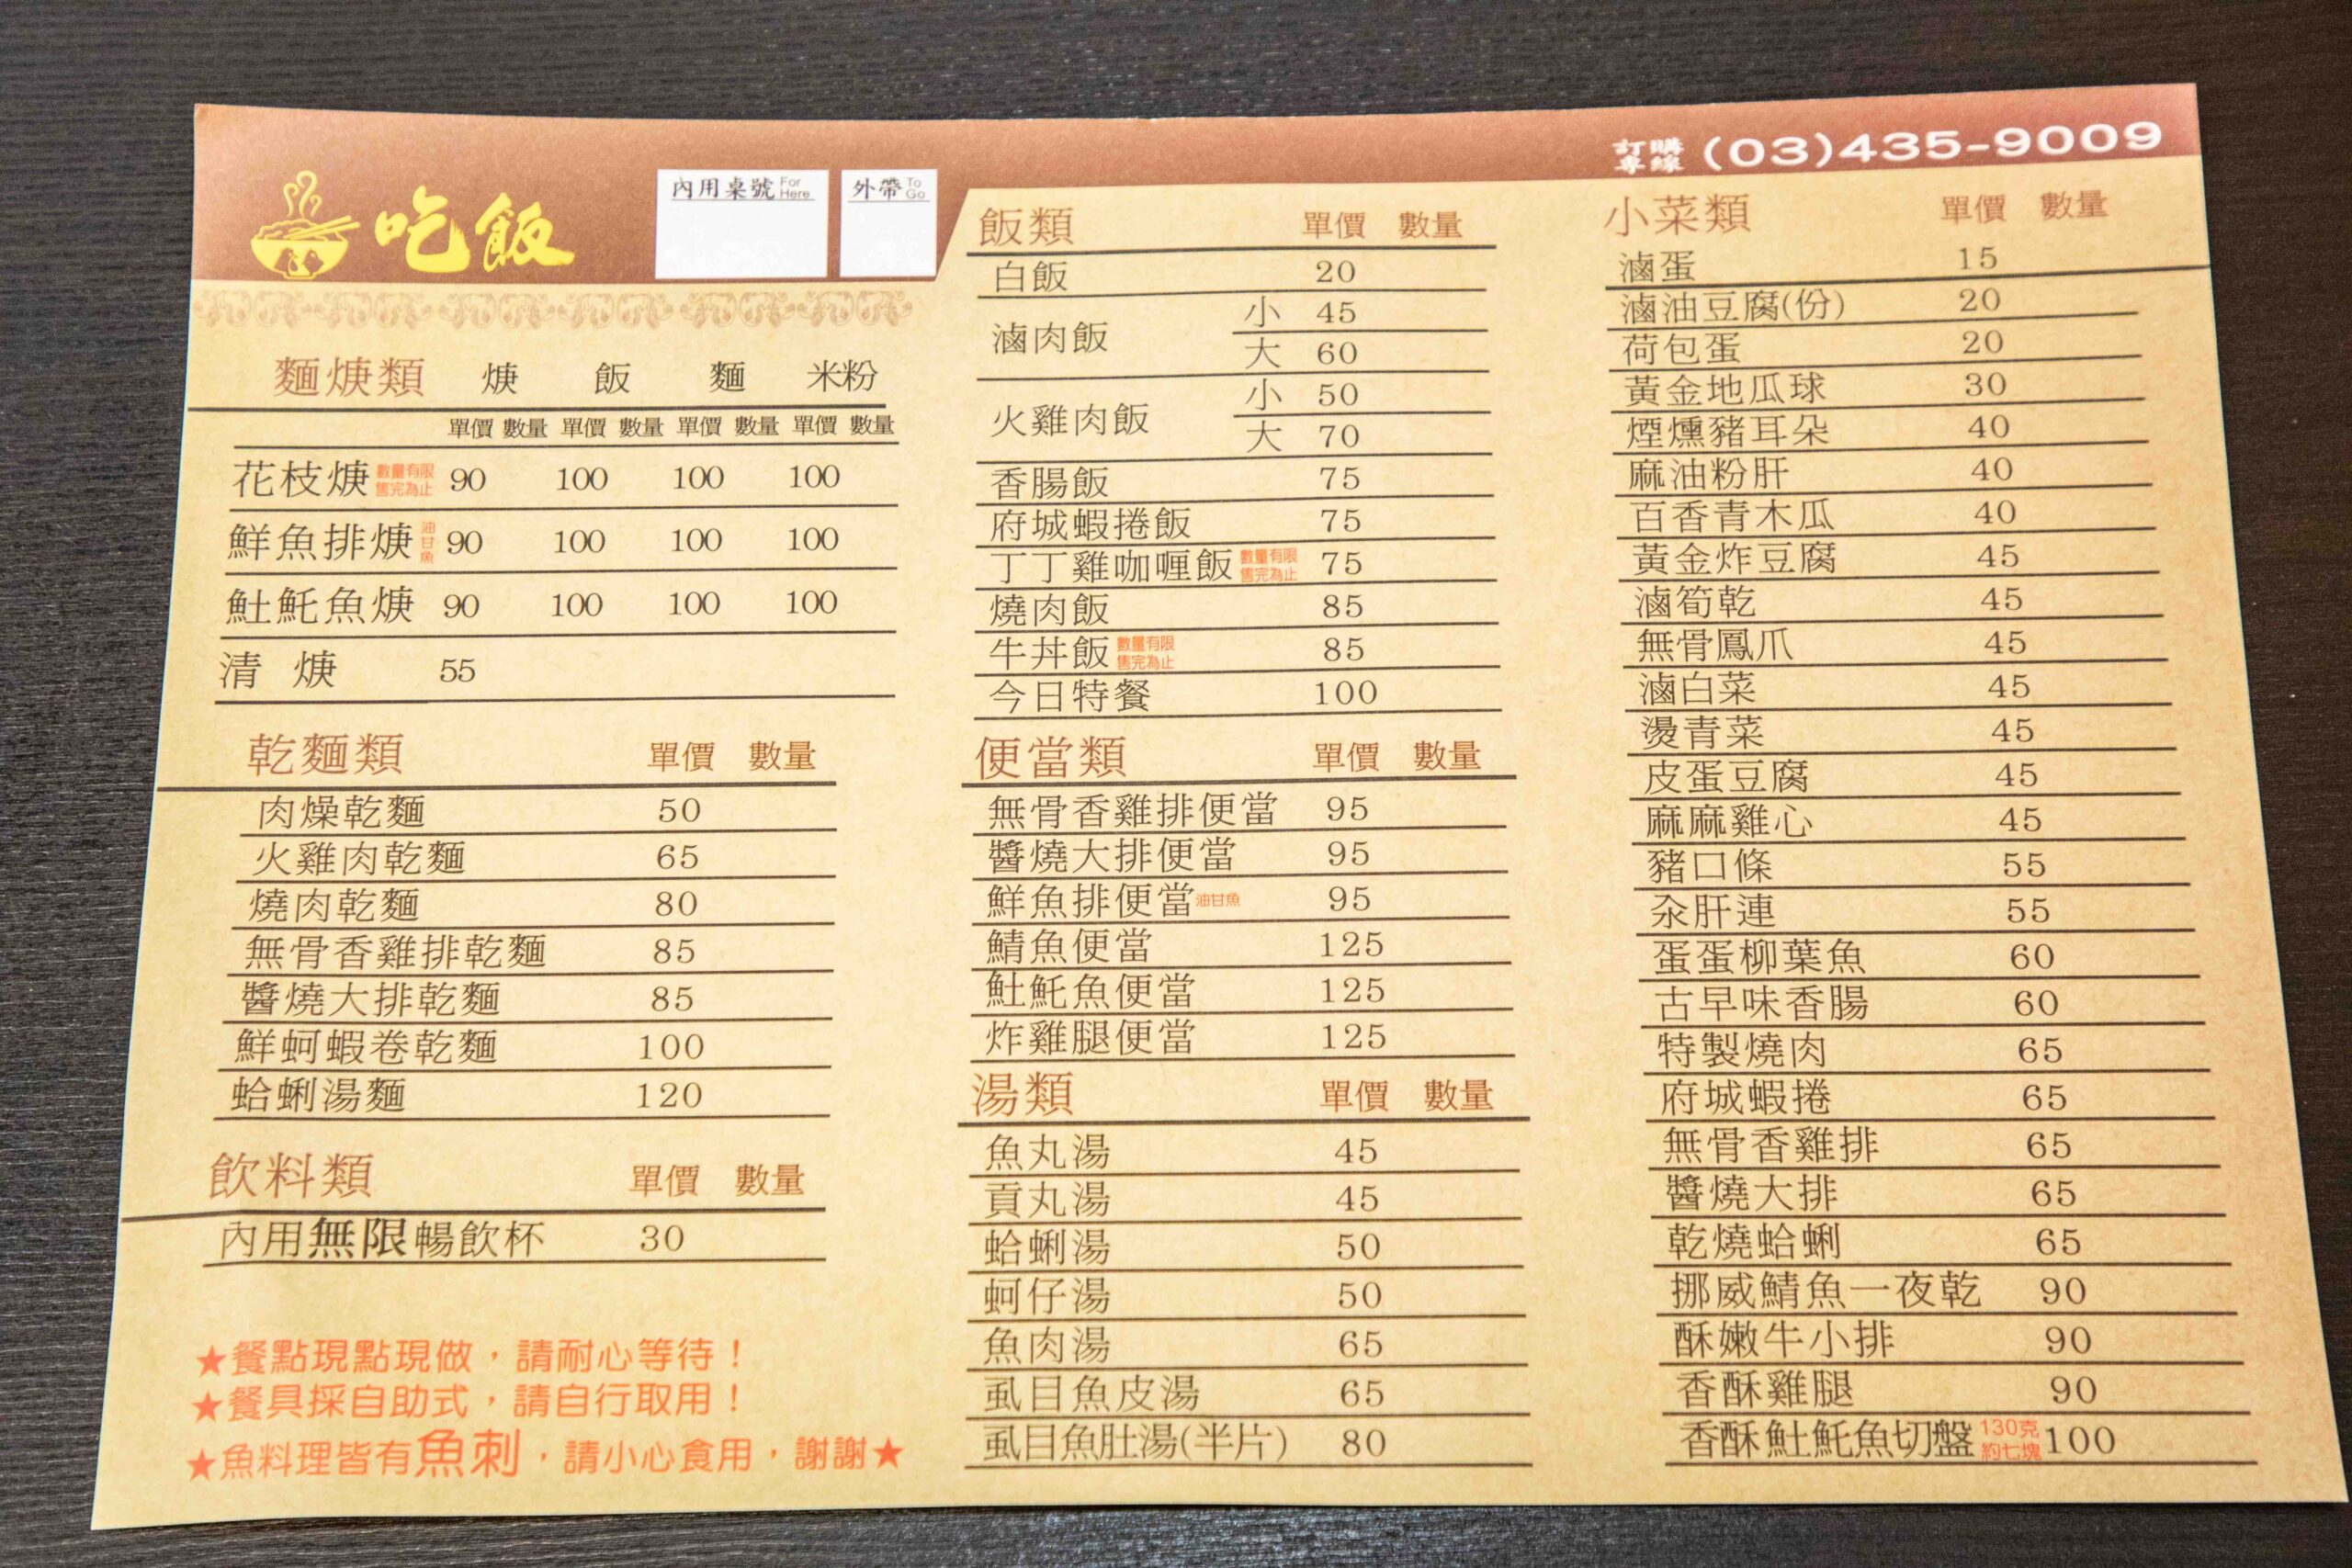 訂購專線 (03)435-9009
吃飯
內用桌號 For Here
外帶 To Go
麵焿類 焿 飯 麵 米粉
單價 數量 單價 數量 單價 數量 單價 數量
花枝焿 數量有限 售完為止 90 100 100 100
鮮魚排焿 油甘魚 90 100 100 100
𩵚魠魚焿 90 100 100 100
清 焿 55
乾麵類 單價 數量
肉燥乾麵 50
火雞肉乾麵 65
燒肉乾麵 80
無骨香雞排乾麵 85
醬燒大排乾麵 85
鮮蚵蝦卷乾麵 100
蛤蜊湯麵 120
飲料類 單價 數量
內用無限暢飲杯 30
★餐點現點現做，請耐心等待！
★餐具採自助式，請自行取用！
★魚料理皆有魚刺，請小心食用，謝謝★
飯類 單價 數量
白飯 20
滷肉飯 小 45
大 60
火雞肉飯 小 50
大 70
香腸飯 75
府城蝦捲飯 75
丁丁雞咖喱飯 數量有限 售完為止 75
燒肉飯 85
牛丼飯 數量有限 售完為止 85
今日特餐 100
便當類 單價 數量
無骨香雞排便當 95
醬燒大排便當 95
鮮魚排便當 油甘魚 95
鯖魚便當 125
𩵚魠魚便當 125
炸雞腿便當 125
湯類 單價 數量
魚丸湯 45
貢丸湯 45
蛤蜊湯 50
蚵仔湯 50
魚肉湯 65
虱目魚皮湯 65
虱目魚肚湯(半片) 80
小菜類 單價 數量
滷蛋 15
滷油豆腐(份) 20
荷包蛋 20
黃金地瓜球 30
煙燻豬耳朵 40
麻油粉肝 40
百香青木瓜 40
黃金炸豆腐 45
滷筍乾 45
無骨鳳爪 45
滷白菜 45
燙青菜 45
皮蛋豆腐 45
麻麻雞心 45
豬口條 55
汆肝連 55
蛋蛋柳葉魚 60
古早味香腸 60
特製燒肉 65
府城蝦捲 65
無骨香雞排 65
醬燒大排 65
乾燒蛤蜊 65
挪威鯖魚一夜乾 90
酥嫩牛小排 90
香酥雞腿 90
香酥𩵚魠魚切盤 130克 約七塊 100